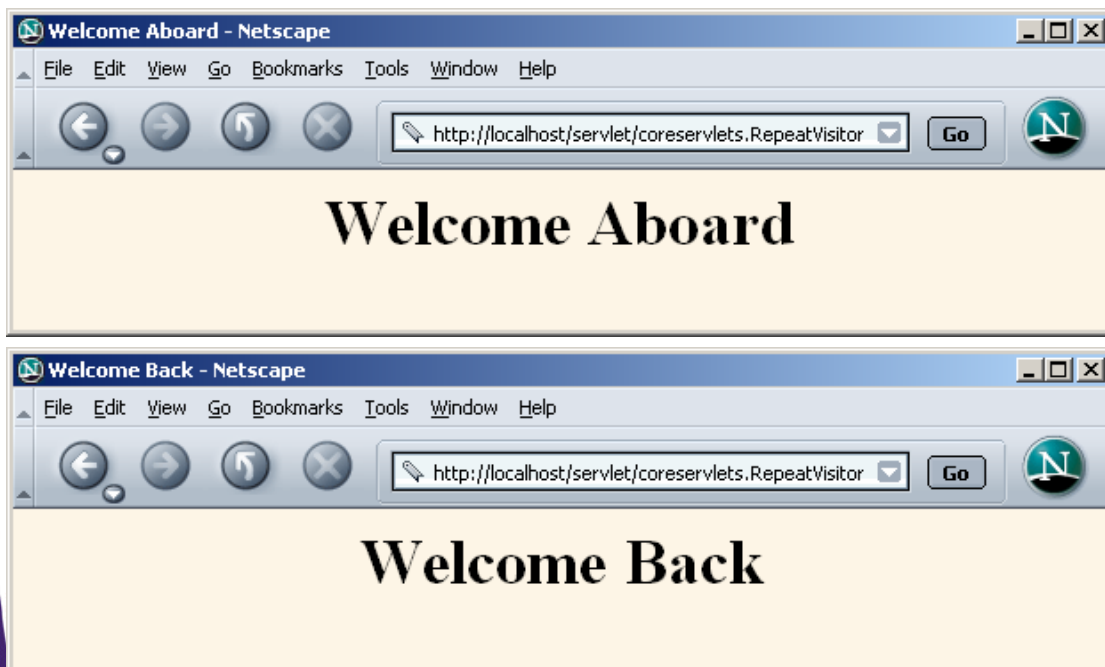 Welcome Aboard - Netscape
File Edit View Go Bookmarks Tools Window Help
http://localhost/servlet/coreservlets.RepeatVisitor Go N
Welcome Aboard
Welcome Back - Netscape
File Edit View Go Bookmarks Tools Window Help
http://localhost/servlet/coreservlets.RepeatVisitor Go N
Welcome Back